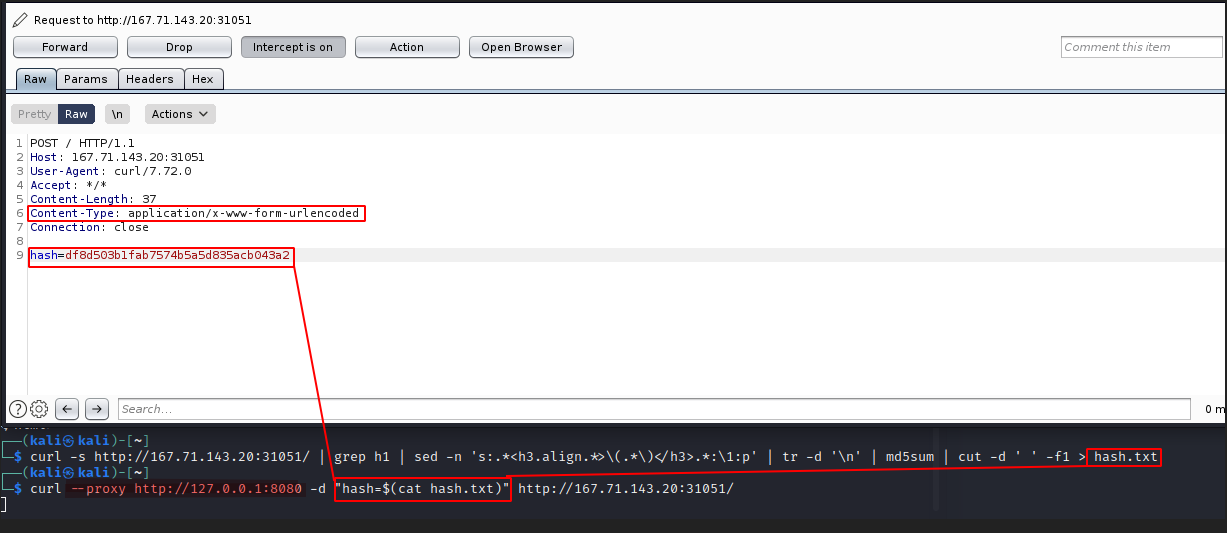 Request to http://167.71.143.20:31051
Forward Drop Intercept is on Action Open Browser Comment this item
Raw Params Headers Hex
Pretty Raw \n Actions
1 POST / HTTP/1.1
2 Host: 167.71.143.20:31051
3 User-Agent: curl/7.72.0
4 Accept: */*
5 Content-Length: 37
6 Content-Type: application/x-www-form-urlencoded
7 Connection: close
8
9 hash=df8d503b1fab7574b5a5d835acb043a2
? Search... 0 m
(kali㉿kali)-[~]
$ curl -s http://167.71.143.20:31051/ | grep h1 | sed -n 's:.*<h3.align.*>\(.*\)</h3>.*:\1:p' | tr -d '\n' | md5sum | cut -d ' ' -f1 > hash.txt
(kali㉿kali)-[~]
$ curl --proxy http://127.0.0.1:8080 -d "hash=$(cat hash.txt)" http://167.71.143.20:31051/